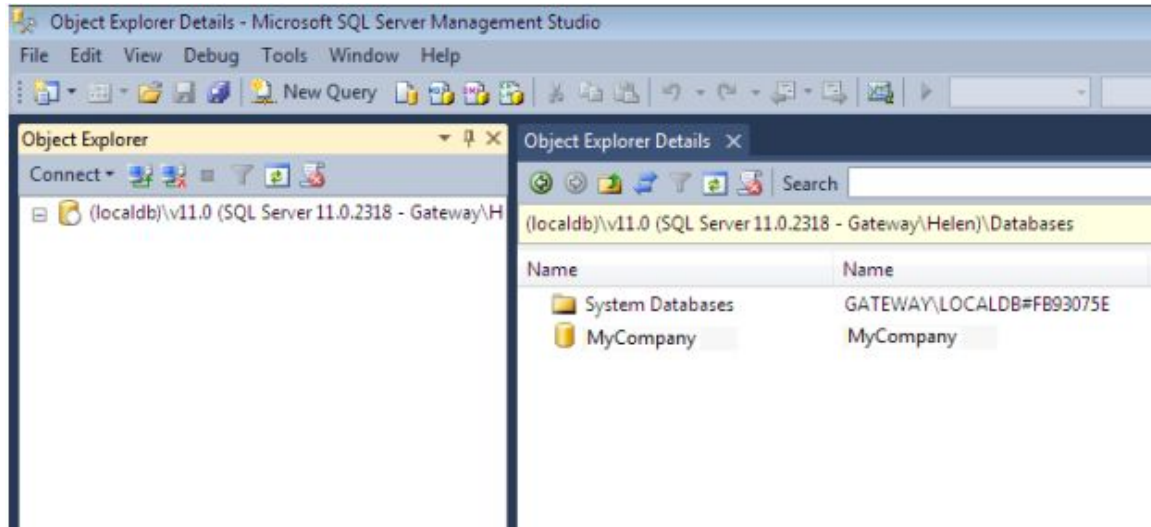 Object Explorer Details - Microsoft SQL Server Management Studio
File Edit View Debug Tools Window Help
New Query
Object Explorer
Connect
(localdb)\v11.0 (SQL Server 11.0.2318 - Gateway\H
Object Explorer Details
Search
(localdb)\v11.0 (SQL Server 11.0.2318 - Gateway\Helen)\Databases
Name Name
System Databases GATEWAY\LOCALDB#FB93075E
MyCompany MyCompany